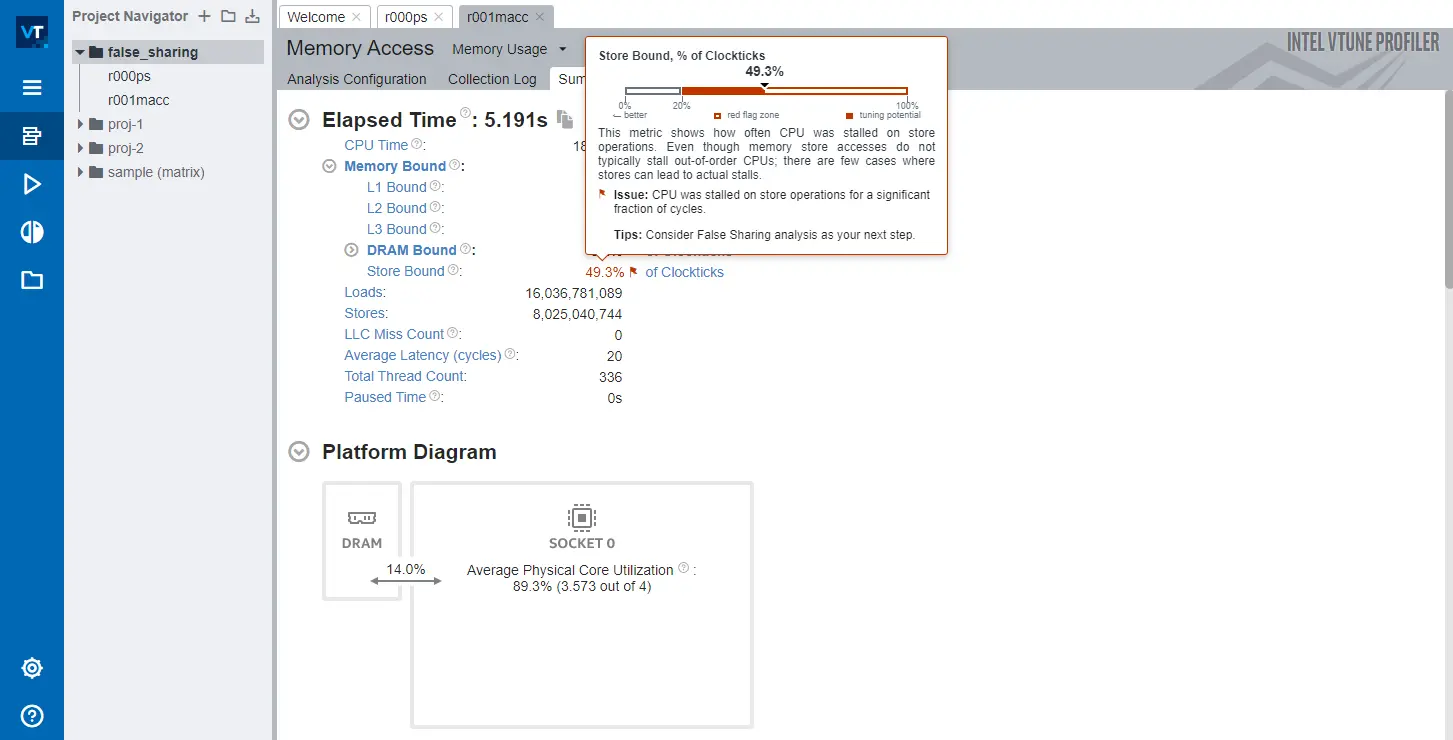 VT
Project Navigator
false_sharing
r000ps
r001macc
proj-1
proj-2
sample (matrix)
Welcome
r000ps
r001macc
Memory Access
Memory Usage
INTEL VTUNE PROFILER
Analysis Configuration
Collection Log
Sum
Store Bound, % of Clockticks
49.3%
0%
20%
100%
better
red flag zone
tuning potential
This metric shows how often CPU was stalled on store
operations. Even though memory store accesses do not
typically stall out-of-order CPUs; there are few cases where
stores can lead to actual stalls.
Issue: CPU was stalled on store operations for a significant
fraction of cycles.
Tips: Consider False Sharing analysis as your next step.
Elapsed Time: 5.191s
CPU Time: 18
Memory Bound:
L1 Bound:
L2 Bound:
L3 Bound:
DRAM Bound:
Store Bound: 49.3% of Clockticks
Loads: 16,036,781,089
Stores: 8,025,040,744
LLC Miss Count: 0
Average Latency (cycles): 20
Total Thread Count: 336
Paused Time: 0s
Platform Diagram
DRAM
14.0%
SOCKET 0
Average Physical Core Utilization :
89.3% (3.573 out of 4)